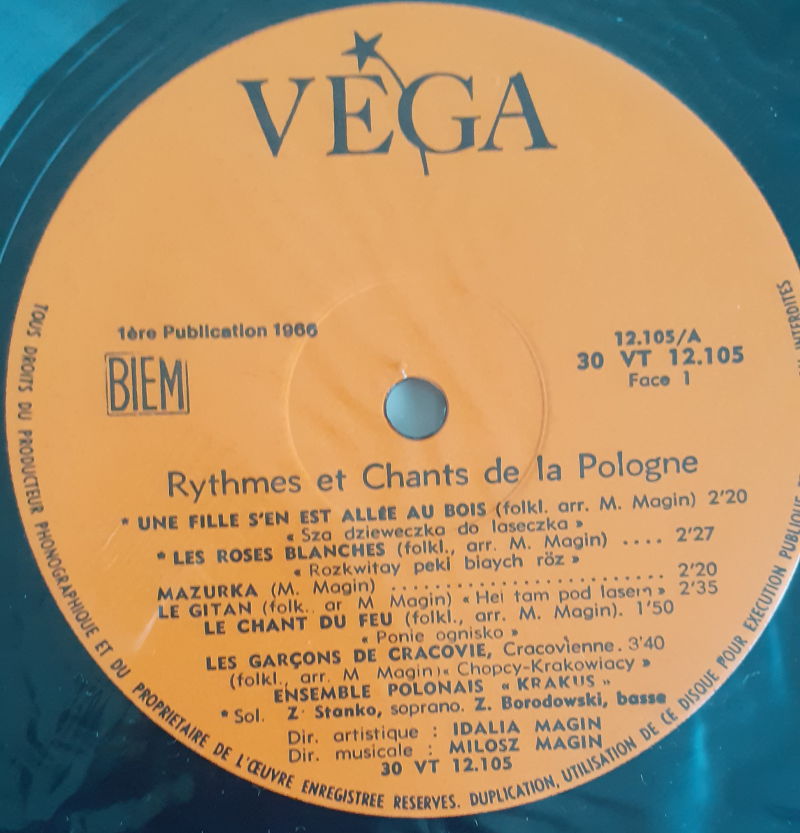 VEGA
1ère Publication 1966
BIEM
12.105/A
30 VT 12.105
Face 1
Rythmes et Chants de la Pologne
* UNE FILLE S'EN EST ALLÉE AU BOIS (folkl. arr. M. Magin) 2'20
« Sza dzieweczka do laseczka »
* LES ROSES BLANCHES (folkl., arr. M. Magin) .... 2'27
« Rozkwitay peki biaych röz »
MAZURKA (M. Magin) ........................ 2'20
LE GITAN (folk.. ar M Magin) « Hei tam pod lasem » 2'35
LE CHANT DU FEU (folkl., arr. M. Magin). 1'50
« Ponie ognisko »
LES GARÇONS DE CRACOVIE, Cracovienne. 3'40
(folkl., arr. M Magin) « Chopcy-Krakowiacy »
ENSEMBLE POLONAIS « KRAKUS »
* Sol. Z. Stanko, soprano. Z. Borodowski, basse
Dir. artistique : IDALIA MAGIN
Dir. musicale : MILOSZ MAGIN
30 VT 12.105
TOUS DROITS DU PRODUCTEUR PHONOGRAPHIQUE ET DU PROPRIETAIRE DE L'ŒUVRE ENREGISTREE RESERVES. DUPLICATION, UTILISATION DE CE DISQUE POUR EXECUTION PUBLIQUE
INTERDITES